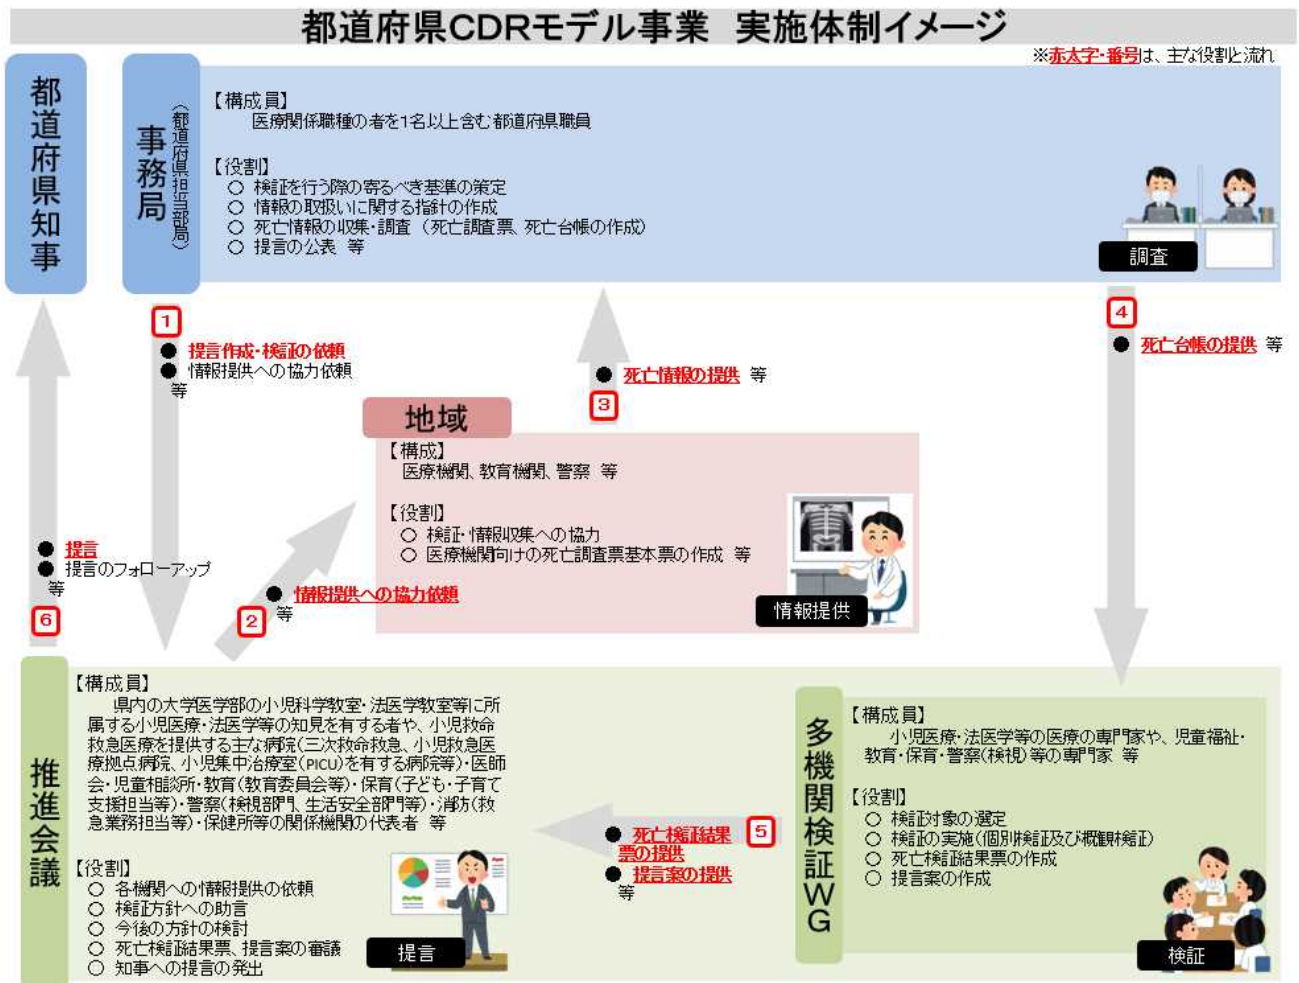 都道府県CDRモデル事業 実施体制イメージ
※赤太字・番号は、主な役割と流れ
都道府県知事
事務局
（都道府県担当部局）
【構成員】
医療関係職種の者を1名以上含む都道府県職員
【役割】
○ 検証を行う際の寄るべき基準の策定
○ 情報の取扱いに関する指針の作成
○ 死亡情報の収集・調査（死亡調査票、死亡台帳の作成）
○ 提言の公表 等
調査
1
● 提言作成・検証の依頼
● 情報提供への協力依頼
等
3
● 死亡情報の提供 等
4
● 死亡台帳の提供 等
地域
【構成】
医療機関、教育機関、警察 等
【役割】
○ 検証・情報収集への協力
○ 医療機関向けの死亡調査票基本票の作成 等
情報提供
2
● 情報提供への協力依頼
等
● 提言
● 提言のフォローアップ
等
6
推進会議
【構成員】
県内の大学医学部の小児科学教室・法医学教室等に所
属する小児医療・法医学等の知見を有する者や、小児救命
救急医療を提供する主な病院（三次救命救急、小児救急医
療拠点病院、小児集中治療室（PICU）を有する病院等）・医師
会・児童相談所・教育（教育委員会等）・保育（子ども・子育て
支援担当等）・警察（検視部門、生活安全部門等）・消防（救
急業務担当等）・保健所等の関係機関の代表者 等
【役割】
○ 各機関への情報提供の依頼
○ 検証方針への助言
○ 今後の方針の検討
○ 死亡検証結果票、提言案の審議
○ 知事への提言の発出
提言
5
● 死亡検証結果
票の提供
● 提言案の提供
等
多機関検証WG
【構成員】
小児医療・法医学等の医療の専門家や、児童福祉・
教育・保育・警察（検視）等の専門家 等
【役割】
○ 検証対象の選定
○ 検証の実施（個別検証及び概観検証）
○ 死亡検証結果票の作成
○ 提言案の作成
検証